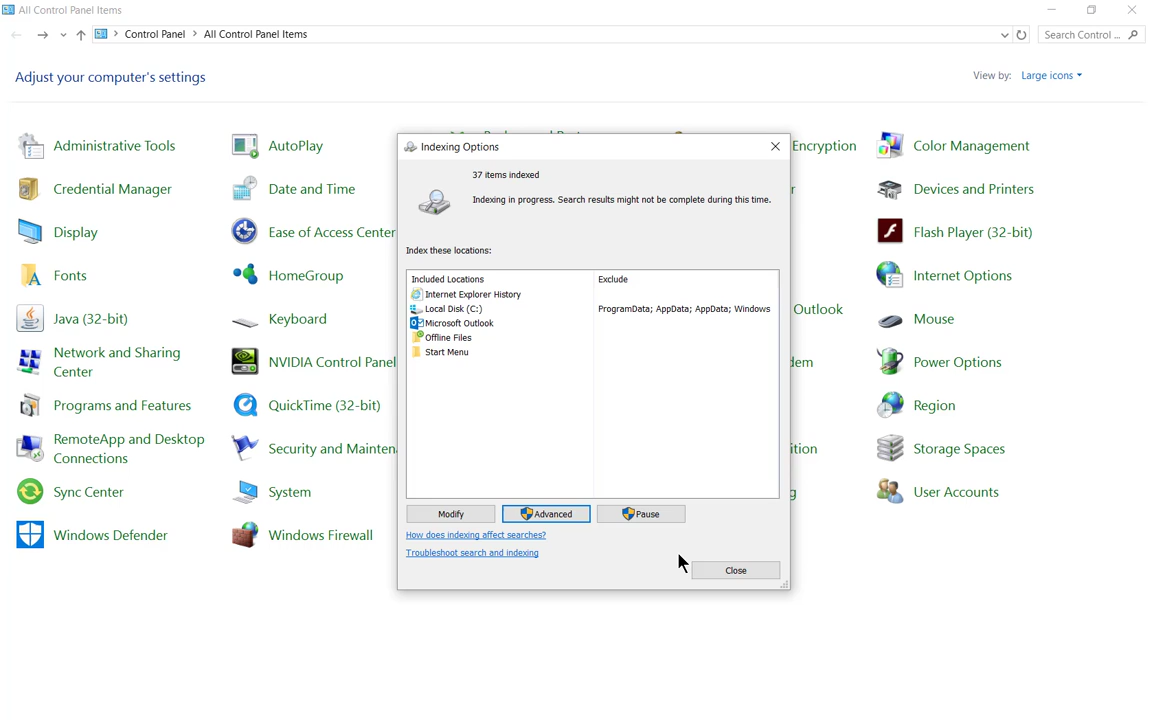 All Control Panel Items
Control Panel > All Control Panel Items
Search Control ...
Adjust your computer's settings
View by: Large icons
Administrative Tools
AutoPlay
Encryption
Color Management
Credential Manager
Date and Time
r
Devices and Printers
Display
Ease of Access Center
Flash Player (32-bit)
Fonts
HomeGroup
Internet Options
Java (32-bit)
Keyboard
Outlook
Mouse
Network and Sharing
Center
NVIDIA Control Panel
dem
Power Options
Programs and Features
QuickTime (32-bit)
Region
RemoteApp and Desktop
Connections
Security and Maintena
ition
Storage Spaces
Sync Center
System
g
User Accounts
Windows Defender
Windows Firewall
Indexing Options
37 items indexed
Indexing in progress. Search results might not be complete during this time.
Index these locations:
Included Locations
Exclude
Internet Explorer History
Local Disk (C:)
ProgramData; AppData; AppData; Windows
Microsoft Outlook
Offline Files
Start Menu
Modify
Advanced
Pause
How does indexing affect searches?
Troubleshoot search and indexing
Close